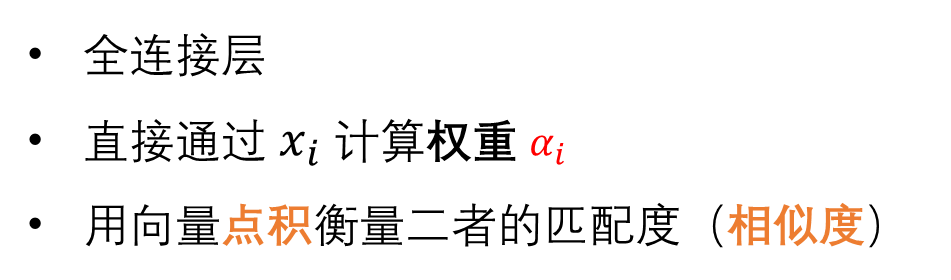 • 全连接层
• 直接通过 xᵢ 计算权重 αᵢ
• 用向量点积衡量二者的匹配度（相似度）